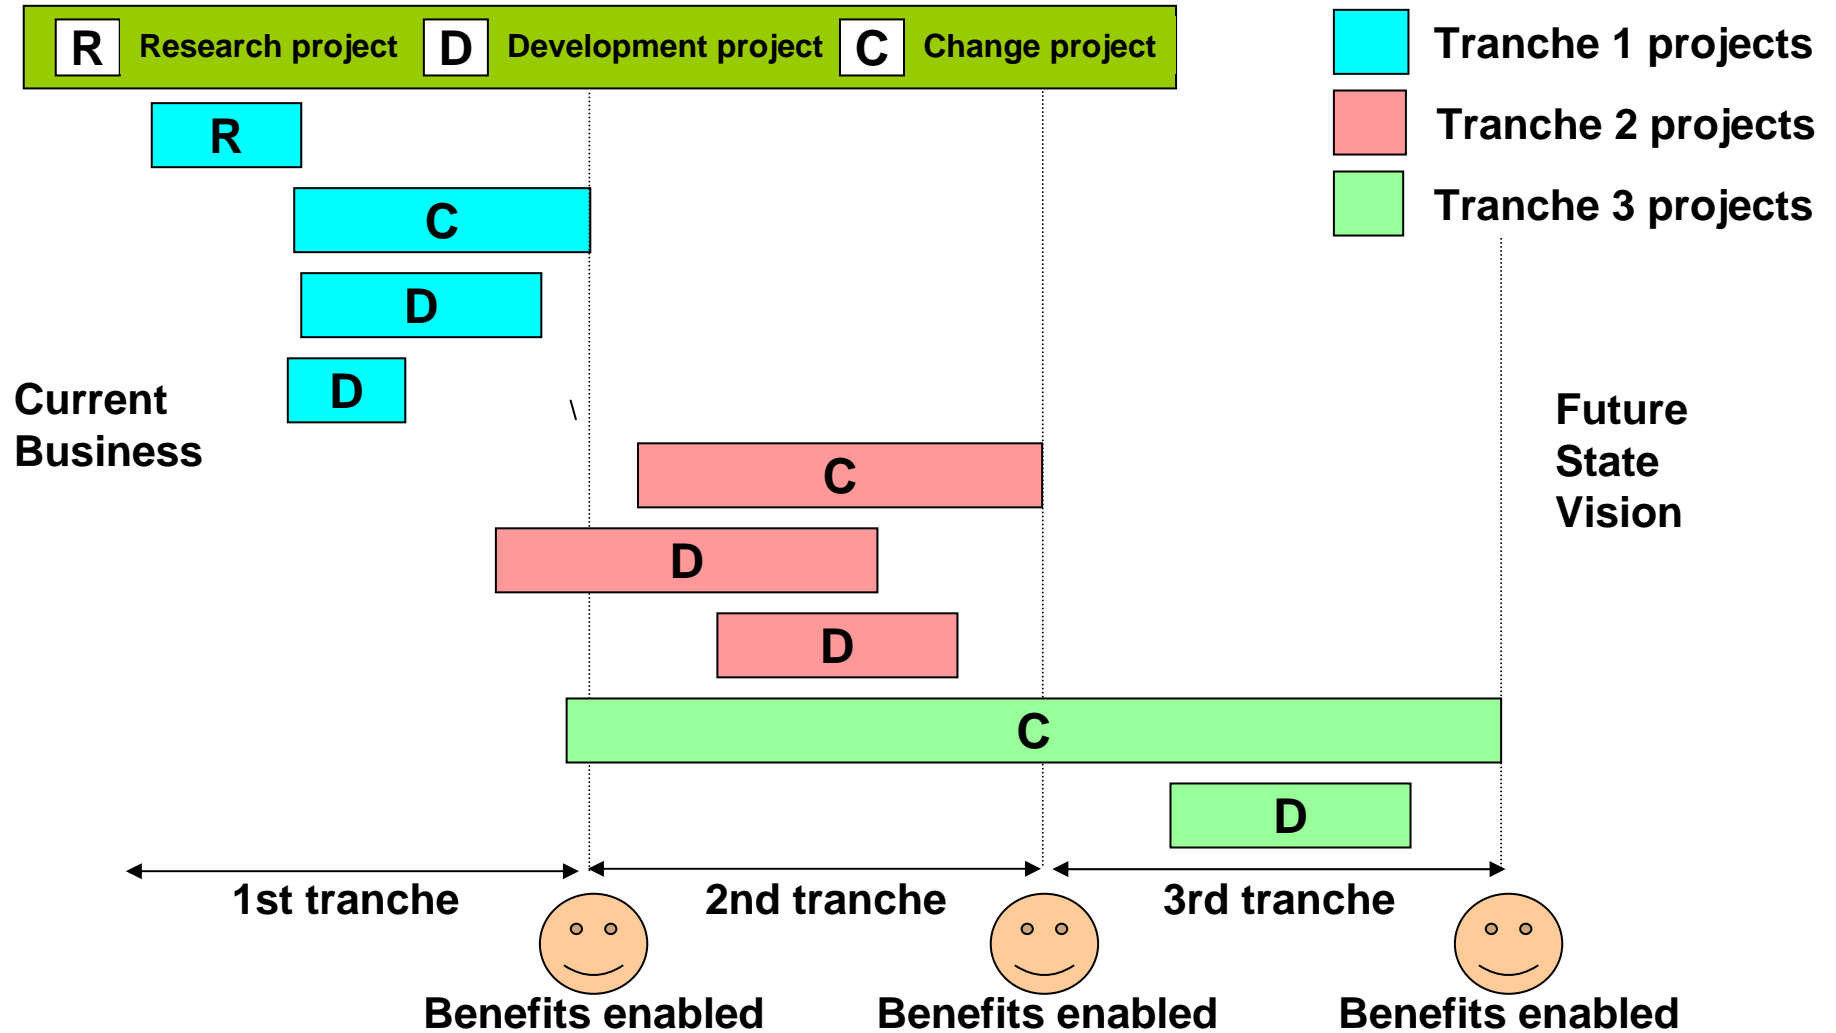 R Research project D Development project C Change project
Tranche 1 projects
Tranche 2 projects
Tranche 3 projects
R
C
D
D
Current
Business
\
C
Future
State
Vision
D
D
C
D
1st tranche
2nd tranche
3rd tranche
Benefits enabled
Benefits enabled
Benefits enabled